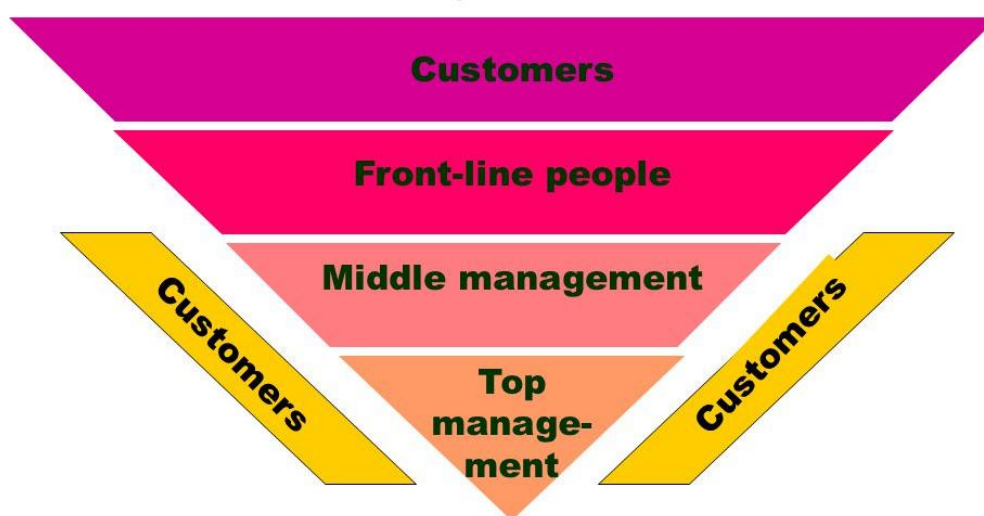 Customers
Front-line people
Middle management
Customers
Customers
Top
manage-
ment